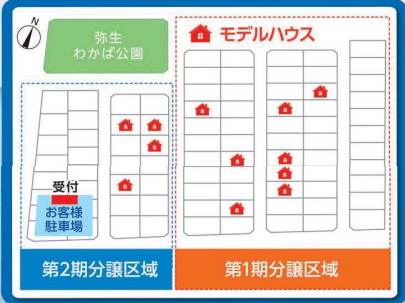 N
弥生
わかば公園
モデルハウス
受付
お客様
駐車場
第2期分譲区域
第1期分譲区域